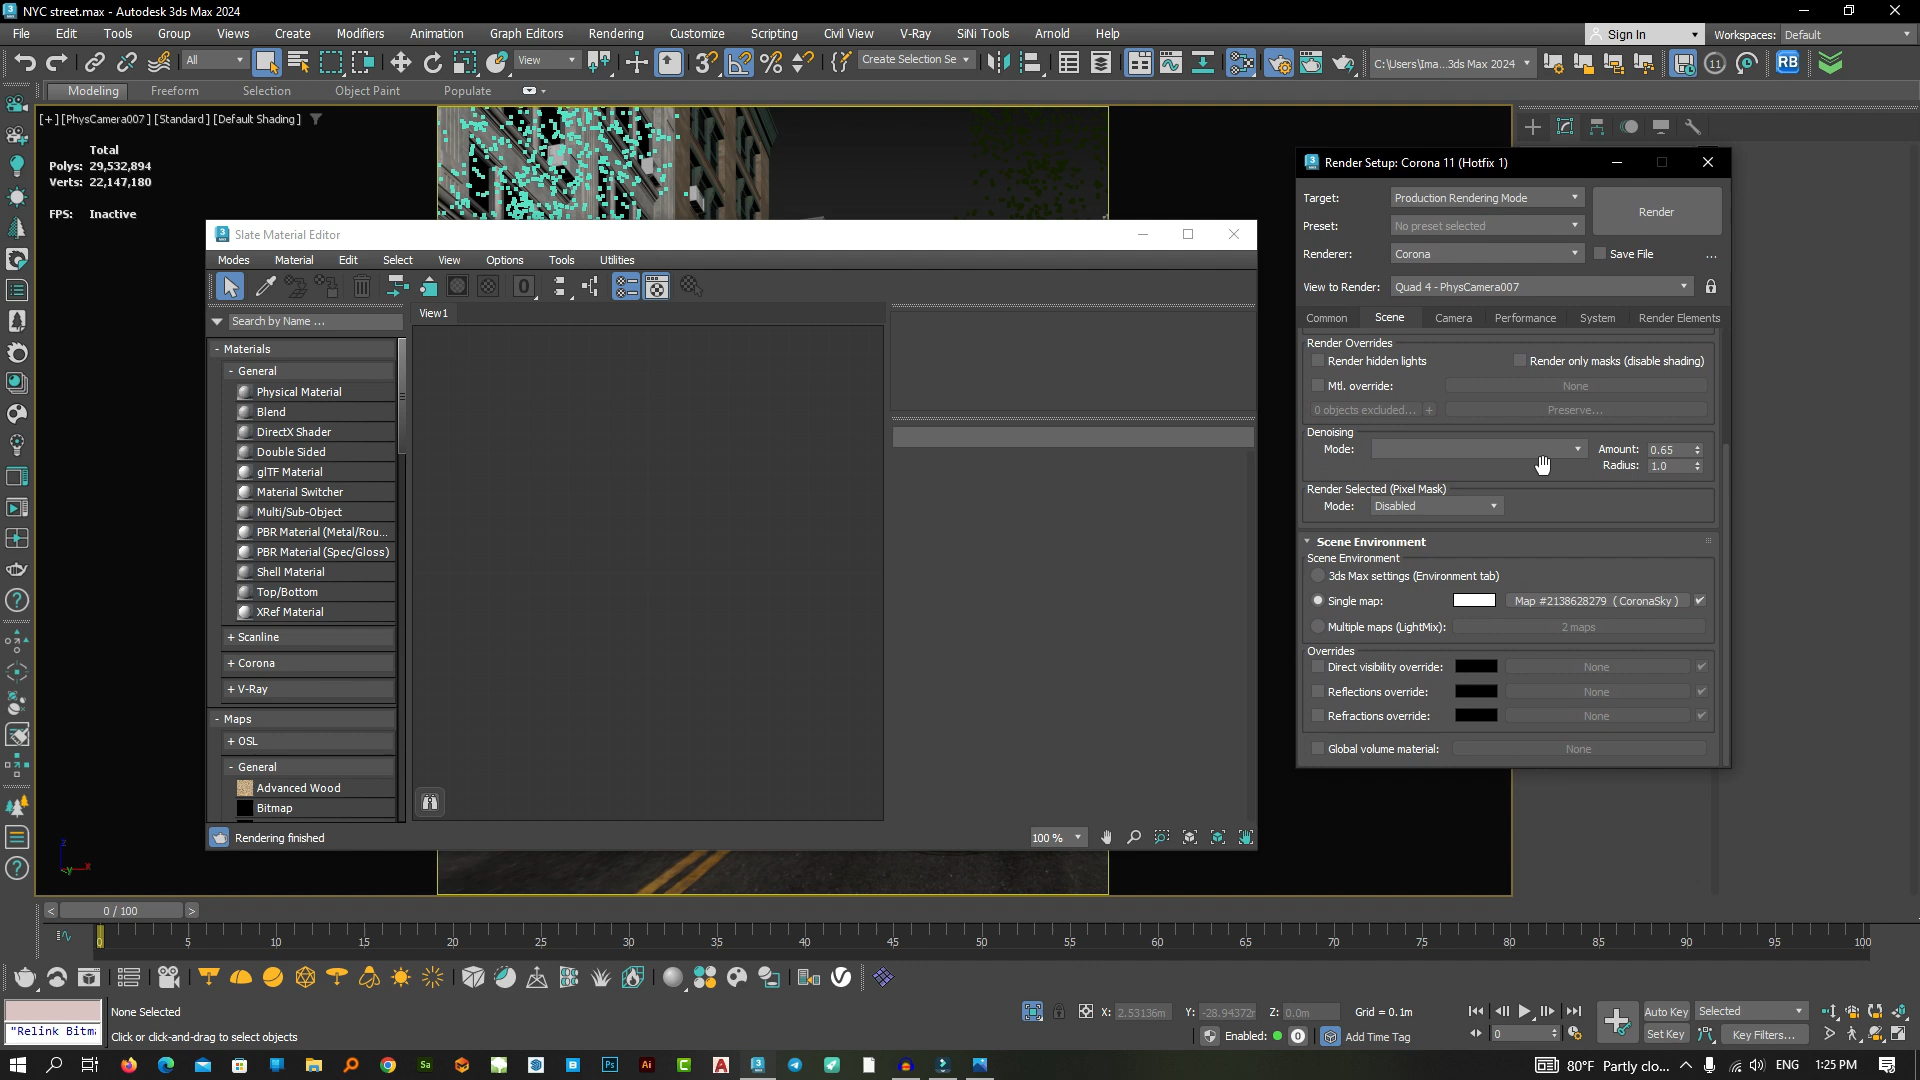 NYC street.max - Autodesk 3ds Max 2024
File Edit Tools Group Views Create Modifiers Animation Graph Editors Rendering Customize Scripting Civil View V-Ray SiNi Tools Arnold Help
Sign In Workspaces: Default
All View Create Selection Se C:\Users\Ima...3ds Max 2024 11 RB
Modeling Freeform Selection Object Paint Populate
[+] [PhysCamera007] [Standard] [Default Shading]
Total
Polys: 29,532,894
Verts: 22,147,180
FPS: Inactive
Slate Material Editor
Modes Material Edit Select View Options Tools Utilities
0
Search by Name ...
View1
- Materials
- General
Physical Material
Blend
DirectX Shader
Double Sided
glTF Material
Material Switcher
Multi/Sub-Object
PBR Material (Metal/Rou...
PBR Material (Spec/Gloss)
Shell Material
Top/Bottom
XRef Material
+ Scanline
+ Corona
+ V-Ray
- Maps
+ OSL
- General
Advanced Wood
Bitmap
Rendering finished
100 %
Render Setup: Corona 11 (Hotfix 1)
Target: Production Rendering Mode
Render
Preset: No preset selected
Renderer: Corona Save File ...
View to Render: Quad 4 - PhysCamera007
Common Scene Camera Performance System Render Elements
Render Overrides
Render hidden lights Render only masks (disable shading)
Mtl. override: None
0 objects excluded... + Preserve...
Denoising
Mode: Amount: 0.65
Radius: 1.0
Render Selected (Pixel Mask)
Mode: Disabled
Scene Environment
Scene Environment
3ds Max settings (Environment tab)
Single map: Map #2138628279 ( CoronaSky )
Multiple maps (LightMix): 2 maps
Overrides
Direct visibility override: None
Reflections override: None
Refractions override: None
Global volume material: None
z
x
y
< 0 / 100 >
0 5 10 15 20 25 30 35 40 45 50 55 60 65 70 75 80 85 90 95 100
None Selected
X: 2.53136m Y: -28.94372r Z: 0.0m Grid = 0.1m
Auto Key Selected
"Relink Bitma
Click or click-and-drag to select objects
Enabled: 0 Add Time Tag
0
Set Key Key Filters...
Sa Ps Ai C A 3
80°F Partly clo... ENG 1:25 PM